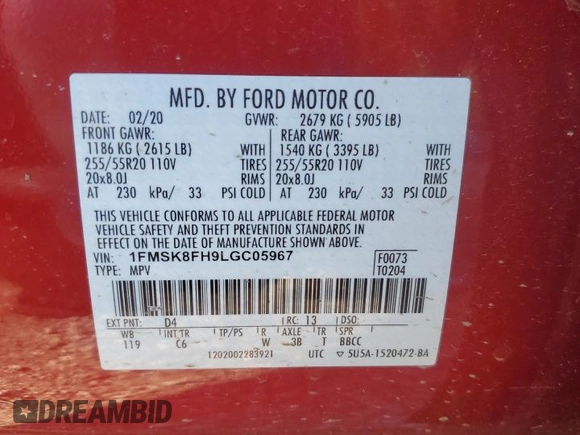 MFD. BY FORD MOTOR CO.
DATE: 02/20 GVWR: 2679 KG ( 5905 LB)
FRONT GAWR: REAR GAWR:
1186 KG ( 2615 LB) WITH 1540 KG ( 3395 LB) WITH
255/55R20 110V TIRES 255/55R20 110V TIRES
20x8.0J RIMS 20x8.0J RIMS
AT 230 kPa/ 33 PSI COLD AT 230 kPa/ 33 PSI COLD
THIS VEHICLE CONFORMS TO ALL APPLICABLE FEDERAL MOTOR
VEHICLE SAFETY AND THEFT PREVENTION STANDARDS IN
EFFECT ON THE DATE OF MANUFACTURE SHOWN ABOVE.
VIN: 1FMSK8FH9LGC05967 F0073
TYPE: MPV T0204
EXT PNT: D4 RC: 13 DSO:
WB INT TR TP/PS R AXLE TR SPR
119 C6 W 3B T BBCC
1202002283921 UTC ▽ 5U5A-1520472-BA
DREAMBID